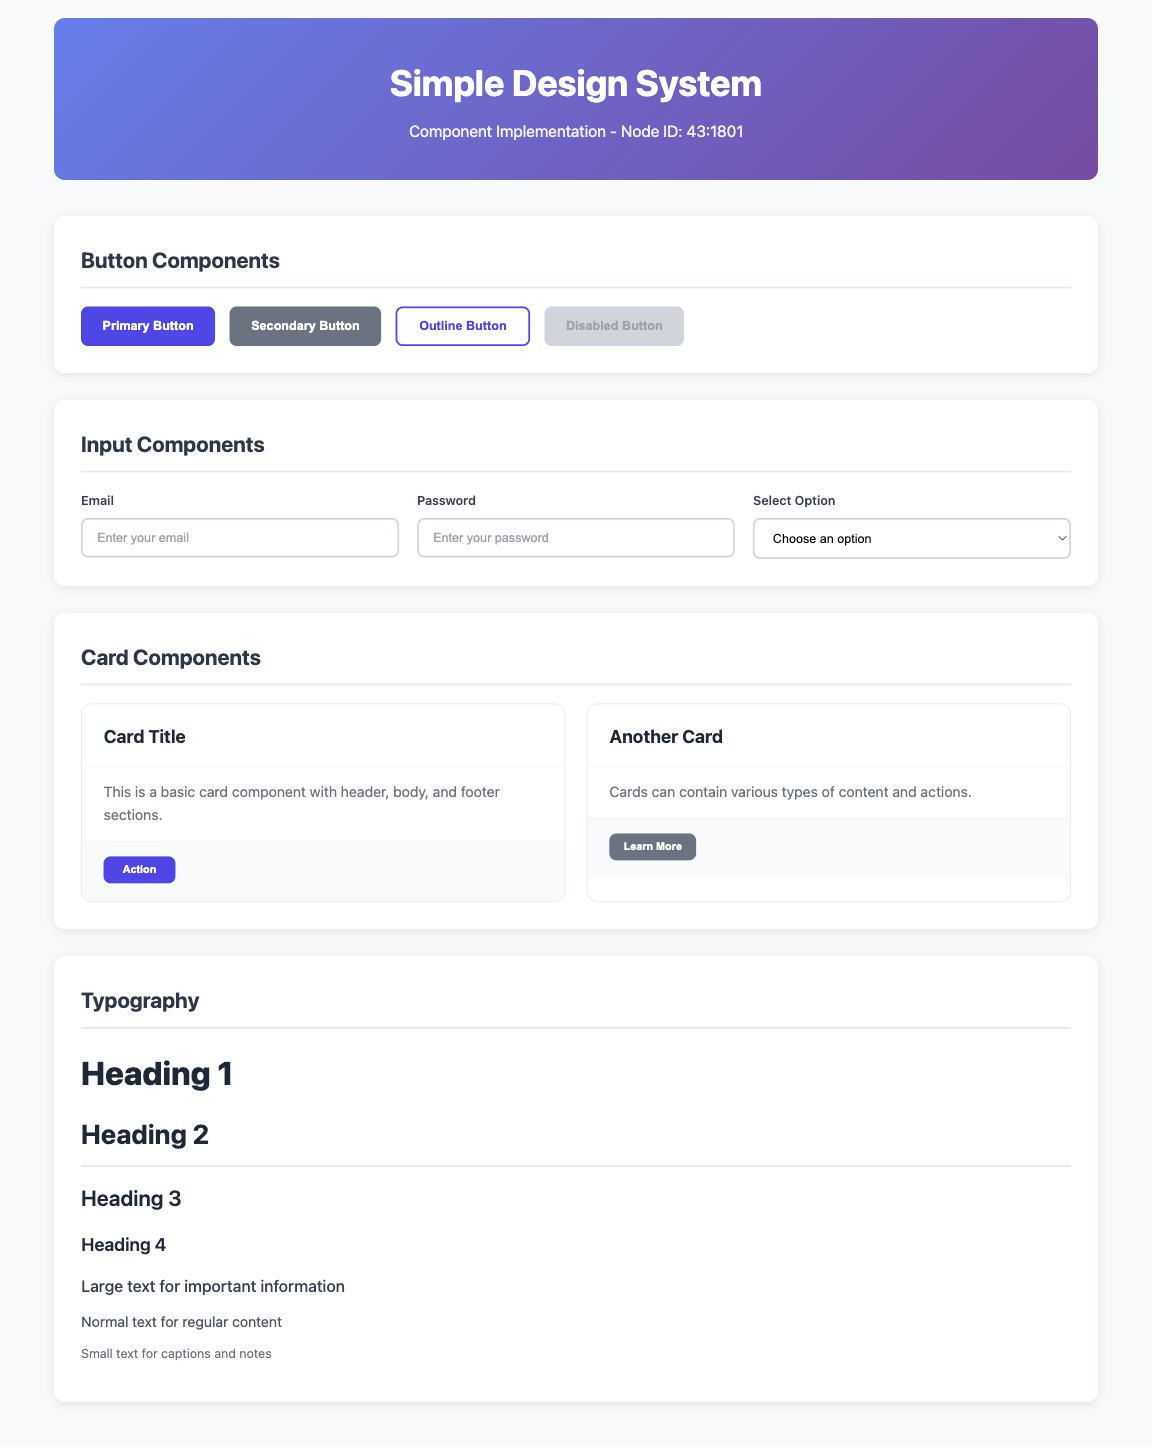 Simple Design System
Component Implementation - Node ID: 43:1801
Button Components
Primary Button
Secondary Button
Outline Button
Disabled Button
Input Components
Email
Password
Select Option
Enter your email
Enter your password
Choose an option
Card Components
Card Title
This is a basic card component with header, body, and footer
sections.
Action
Another Card
Cards can contain various types of content and actions.
Learn More
Typography
Heading 1
Heading 2
Heading 3
Heading 4
Large text for important information
Normal text for regular content
Small text for captions and notes